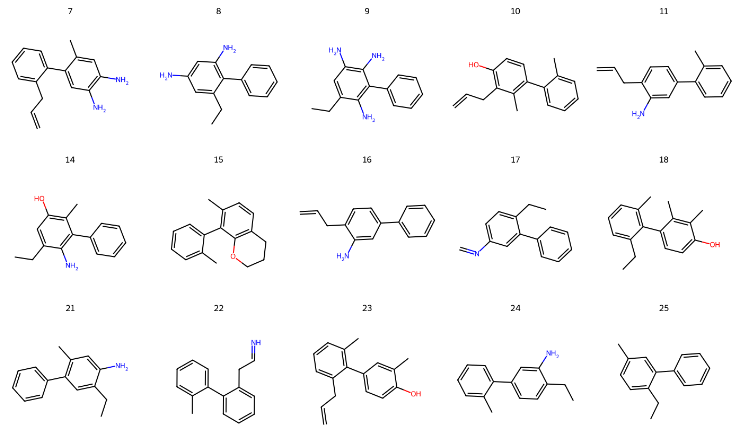 7 8 9 10 11
NH₂ NH₂ H₂N NH₂ H₂N NH₂ NH₂ HO H₂N
14 15 16 17 18
HO NH₂ O H₂N N OH
21 22 23 24 25
NH₂ NH OH NH₂